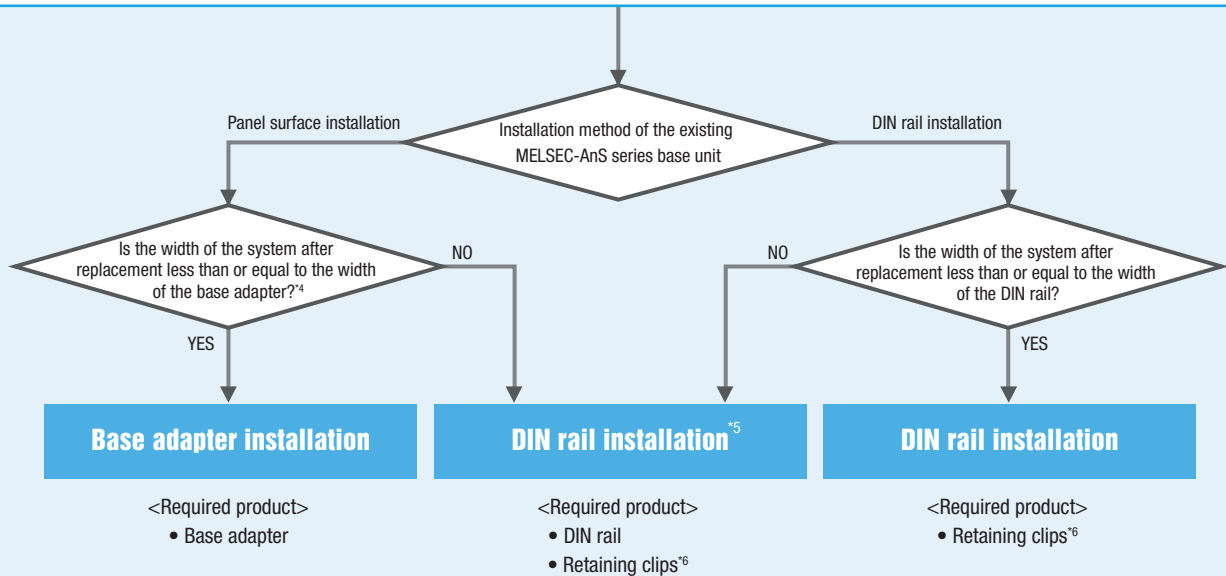 Panel surface installation
Installation method of the existing
MELSEC-AnS series base unit
DIN rail installation
Is the width of the system after
replacement less than or equal to the width
of the base adapter?*4
NO
YES
NO
Is the width of the system after
replacement less than or equal to the width
of the DIN rail?
YES
Base adapter installation
<Required product>
• Base adapter
DIN rail installation*5
<Required product>
• DIN rail
• Retaining clips*6
DIN rail installation
<Required product>
• Retaining clips*6